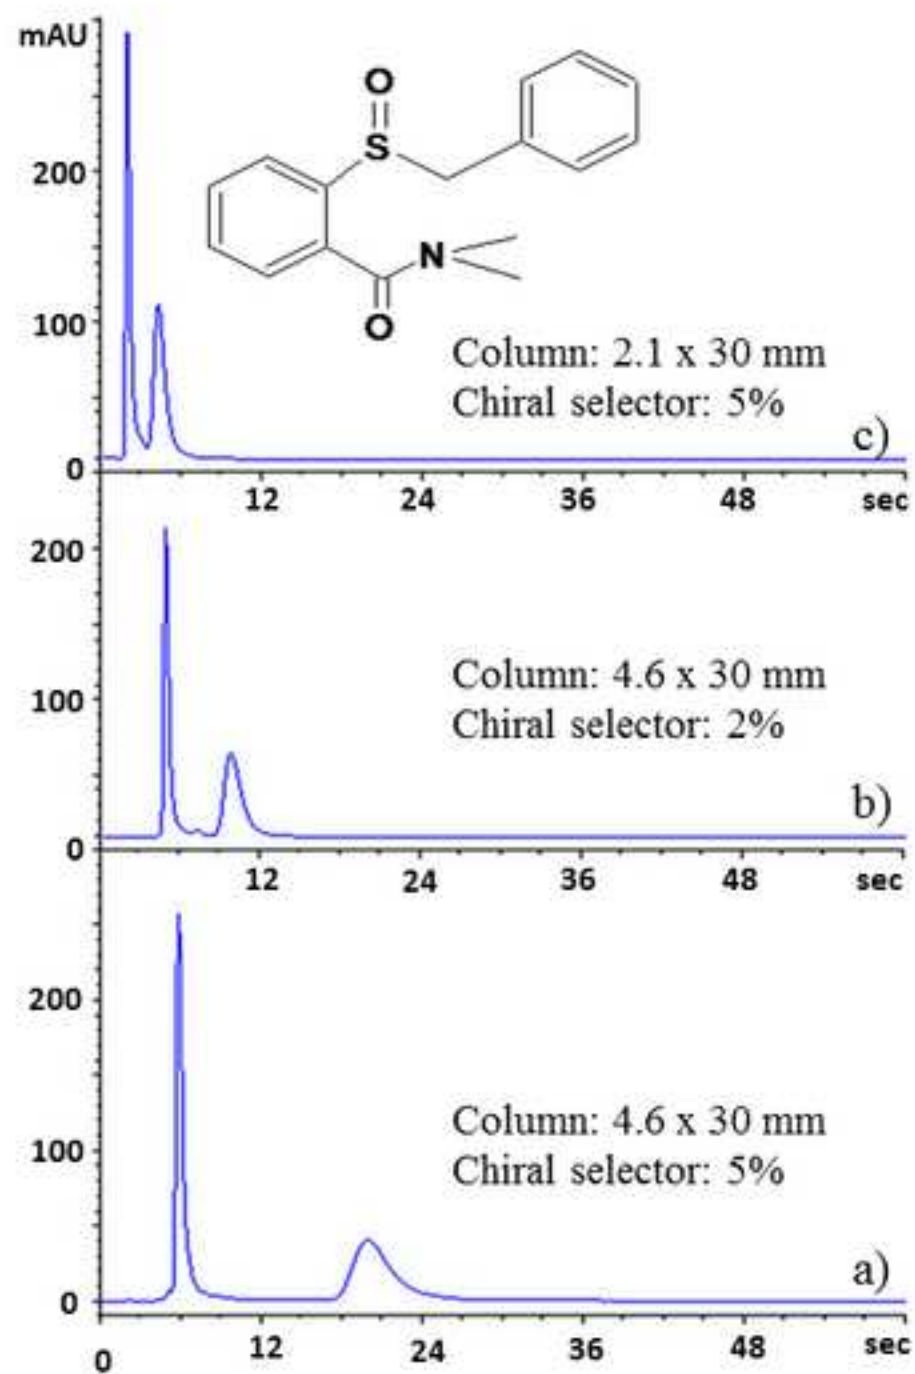 mAU
O
S
N
O
200
100
0
Column: 2.1 x 30 mm
Chiral selector: 5%
c)
12 24 36 48 sec
200
100
0
Column: 4.6 x 30 mm
Chiral selector: 2%
b)
12 24 36 48 sec
200
100
0
Column: 4.6 x 30 mm
Chiral selector: 5%
a)
0 12 24 36 48 sec